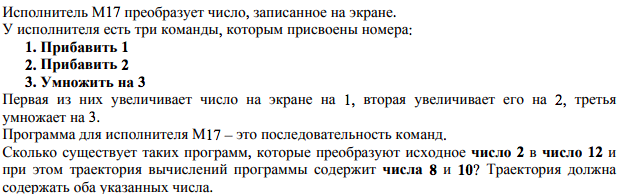 Исполнитель М17 преобразует число, записанное на экране.
У исполнителя есть три команды, которым присвоены номера:
1. Прибавить 1
2. Прибавить 2
3. Умножить на 3
Первая из них увеличивает число на экране на 1, вторая увеличивает его на 2, третья
умножает на 3.
Программа для исполнителя М17 – это последовательность команд.
Сколько существует таких программ, которые преобразуют исходное число 2 в число 12 и
при этом траектория вычислений программы содержит числа 8 и 10? Траектория должна
содержать оба указанных числа.